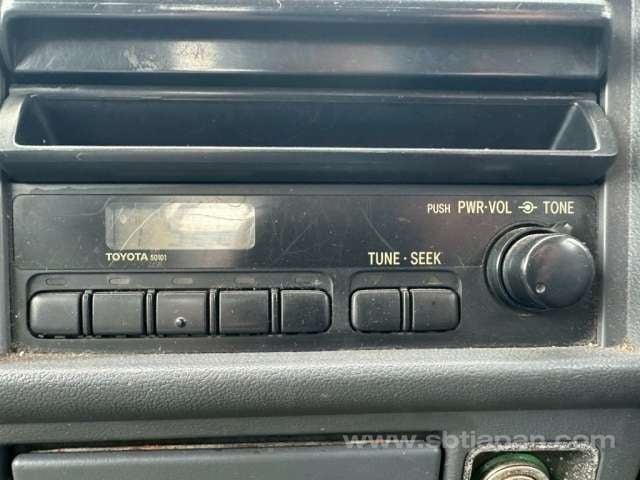 PUSH PWR·VOL TONE
TOYOTA 50101
TUNE · SEEK
www.sbtjapan.com